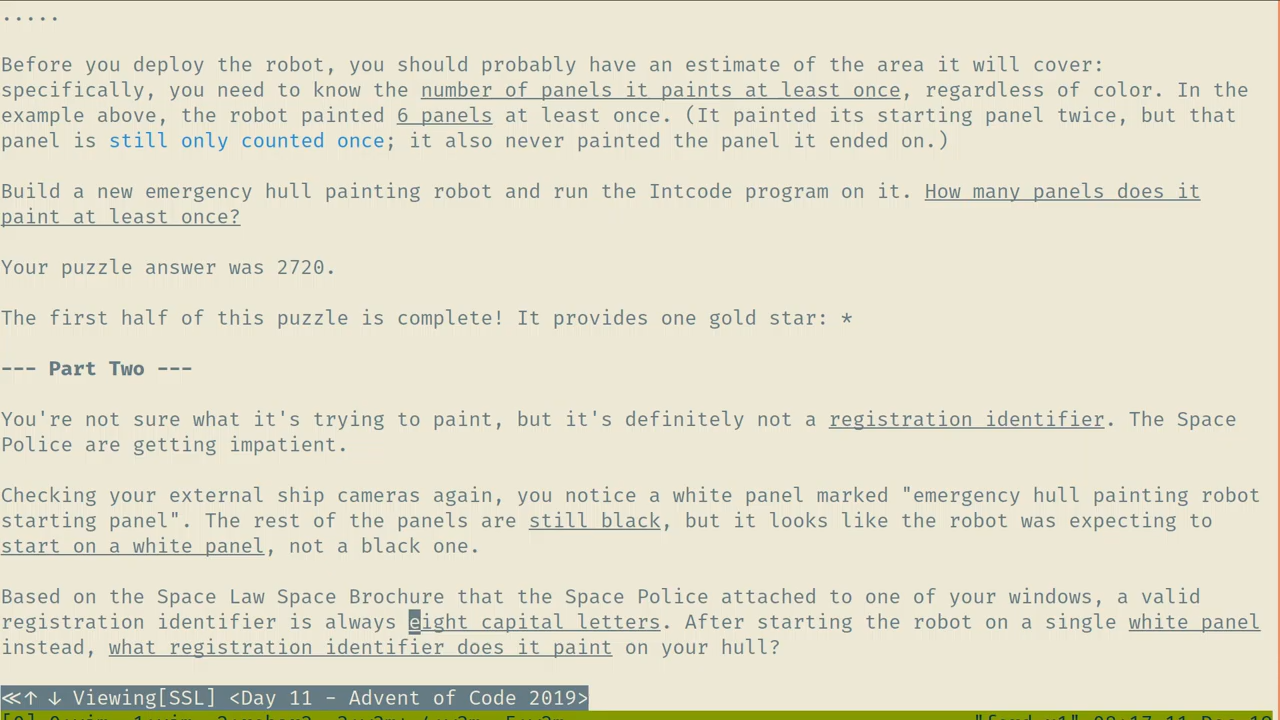 .....
Before you deploy the robot, you should probably have an estimate of the area it will cover:
specifically, you need to know the number of panels it paints at least once, regardless of color. In the
example above, the robot painted 6 panels at least once. (It painted its starting panel twice, but that
panel is still only counted once; it also never painted the panel it ended on.)
Build a new emergency hull painting robot and run the Intcode program on it. How many panels does it
paint at least once?
Your puzzle answer was 2720.
The first half of this puzzle is complete! It provides one gold star: *
--- Part Two ---
You're not sure what it's trying to paint, but it's definitely not a registration identifier. The Space
Police are getting impatient.
Checking your external ship cameras again, you notice a white panel marked "emergency hull painting robot
starting panel". The rest of the panels are still black, but it looks like the robot was expecting to
start on a white panel, not a black one.
Based on the Space Law Space Brochure that the Space Police attached to one of your windows, a valid
registration identifier is always eight capital letters. After starting the robot on a single white panel
instead, what registration identifier does it paint on your hull?
≪↑ ↓ Viewing[SSL] <Day 11 - Advent of Code 2019>